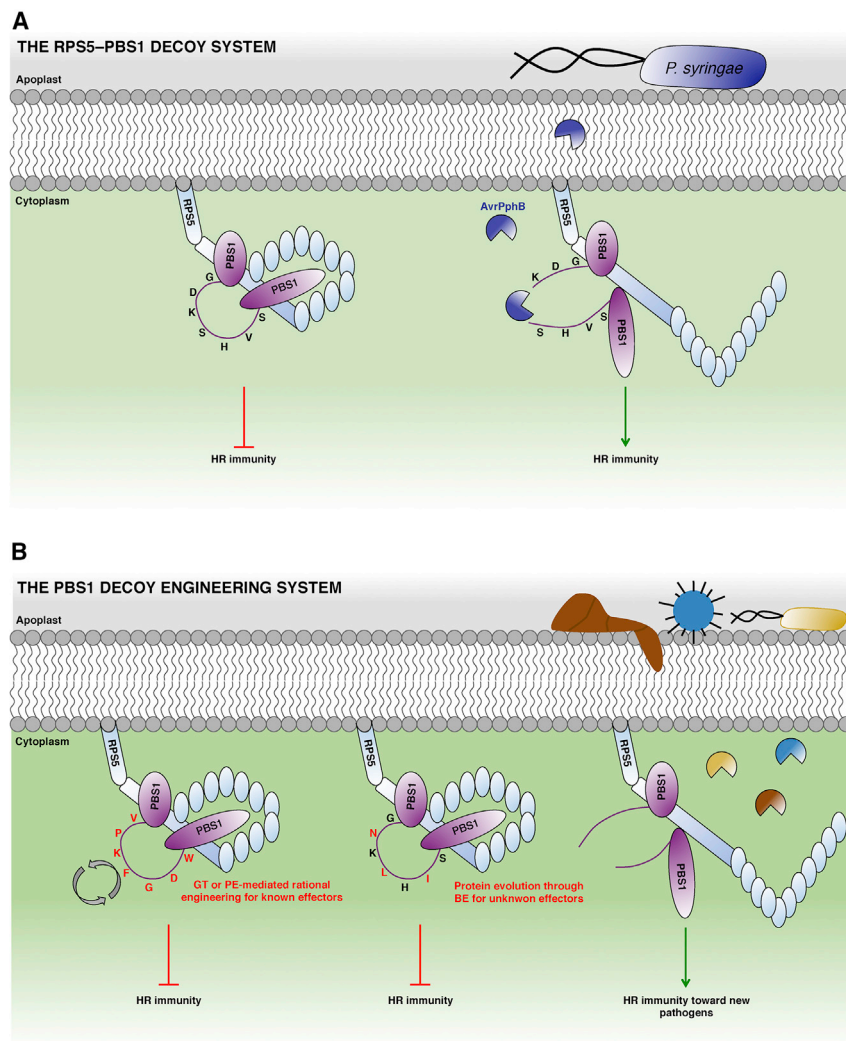 A
THE RPS5–PBS1 DECOY SYSTEM
P. syringae
Apoplast
Cytoplasm
RPS5
PBS1
PBS1
G
D
K
S
H
V
S
HR immunity
AvrPphB
RPS5
PBS1
G
D
K
S
H
V
S
PBS1
HR immunity
B
THE PBS1 DECOY ENGINEERING SYSTEM
Apoplast
Cytoplasm
RPS5
PBS1
PBS1
V
P
K
F
G
D
W
GT or PE-mediated rational
engineering for known effectors
HR immunity
RPS5
PBS1
PBS1
G
N
K
L
H
I
S
Protein evolution through
BE for unknwon effectors
HR immunity
RPS5
PBS1
PBS1
HR immunity toward new
pathogens